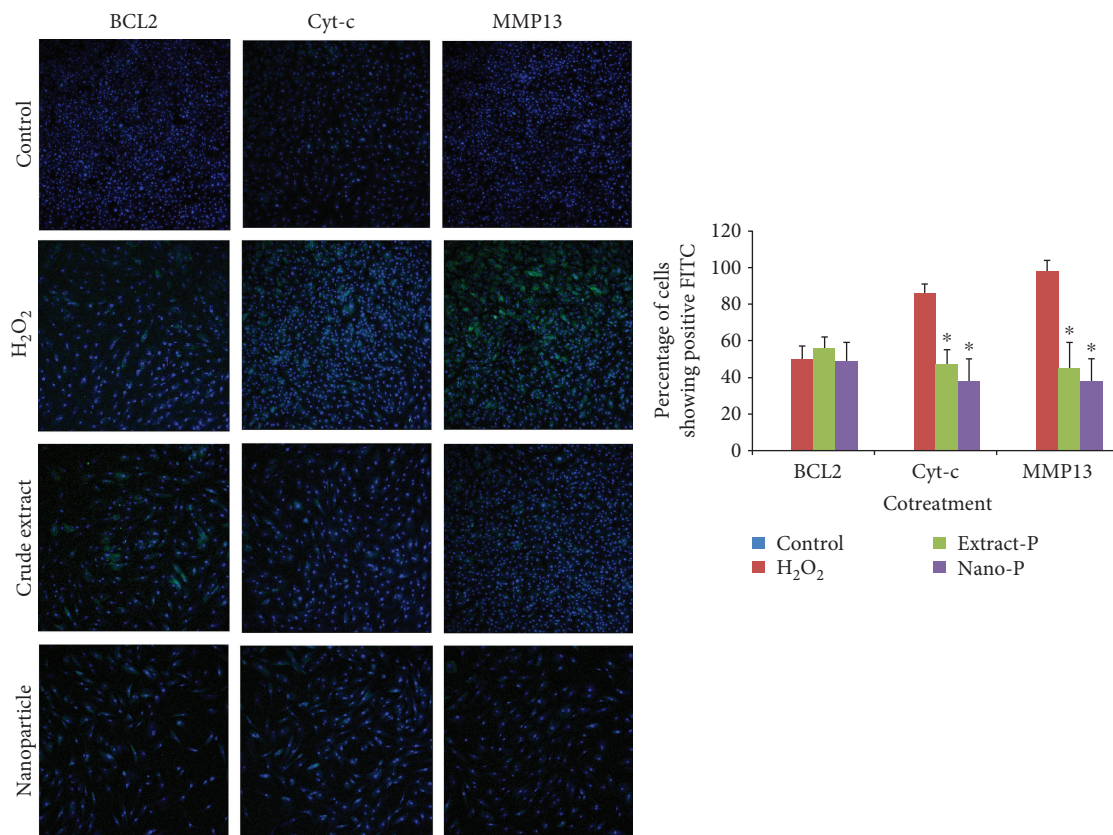 BCL2 Cyt-c MMP13
Control
H₂O₂
Crude extract
Nanoparticle
Percentage of cells
showing positive FITC
120
100
80
60
40
20
0
* * * *
BCL2 Cyt-c MMP13
Cotreatment
Control Extract-P
H₂O₂ Nano-P